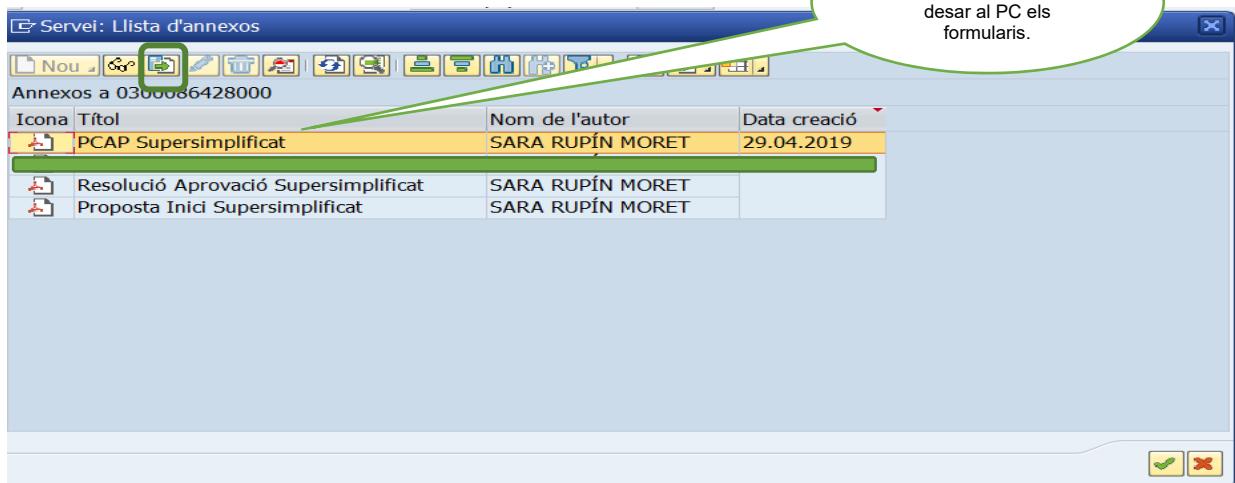 desar al PC els
formularis.
Servei: Llista d'annexos
Nou
Annexos a 0300086428000
Icona Títol Nom de l'autor Data creació
PCAP Supersimplificat SARA RUPÍN MORET 29.04.2019
Resolució Aprovació Supersimplificat SARA RUPÍN MORET
Proposta Inici Supersimplificat SARA RUPÍN MORET